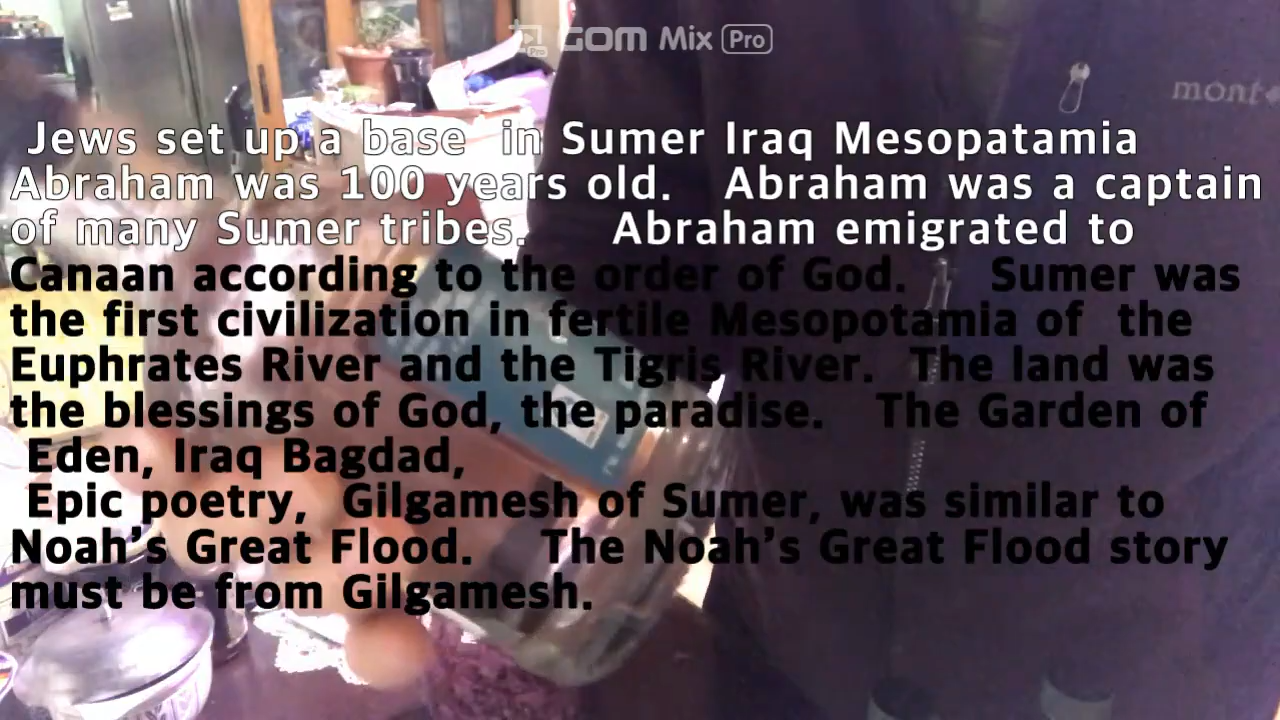 GOM Mix Pro
mont
Jews set up a base in Sumer Iraq Mesopatamia
Abraham was 100 years old. Abraham was a captain
of many Sumer tribes. Abraham emigrated to
Canaan according to the order of God. Sumer was
the first civilization in fertile Mesopotamia of the
Euphrates River and the Tigris River. The land was
the blessings of God, the paradise. The Garden of
Eden, Iraq Bagdad,
Epic poetry, Gilgamesh of Sumer, was similar to
Noah's Great Flood. The Noah's Great Flood story
must be from Gilgamesh.